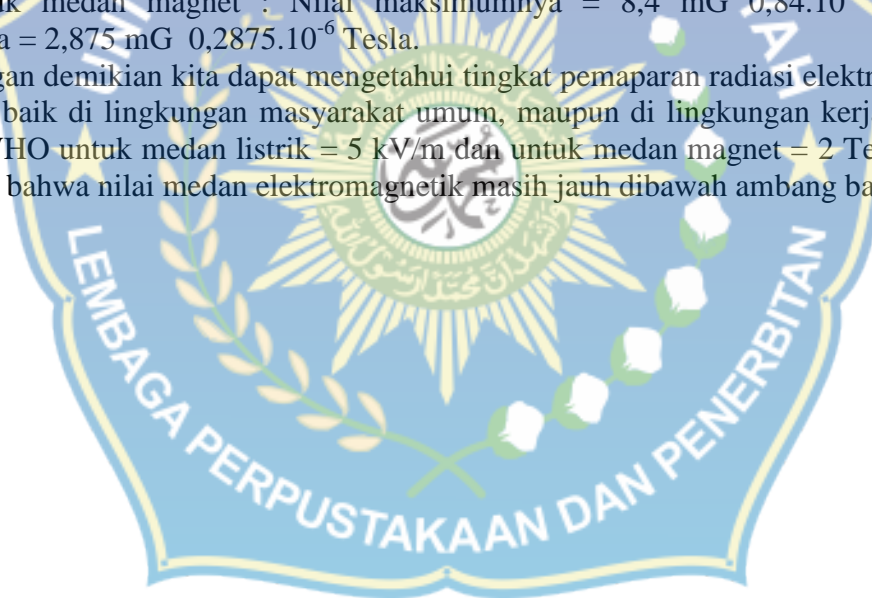 uk medan magnet : Nilai maksimumnya = 8,4 mG 0,84.10
a = 2,875 mG 0,2875.10-6 Tesla.
gan demikian kita dapat mengetahui tingkat pemaparan radiasi elektr
baik di lingkungan masyarakat umum, maupun di lingkungan kerja
HO untuk medan listrik = 5 kV/m dan untuk medan magnet = 2 Te
bahwa nilai medan elektromagnetik masih jauh dibawah ambang ba
LEMBAGA PERPUSTAKAAN DAN PENERBITAN